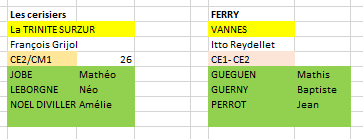 Les cerisiers FERRY
La TRINITE SURZUR VANNES
François Grijol Itto Reydellet
CE2/CM1 26 CE1- CE2
JOBE Mathéo GUEGUEN Mathis
LEBORGNE Néo GUERNY Baptiste
NOEL DIVILLER Amélie PERROT Jean